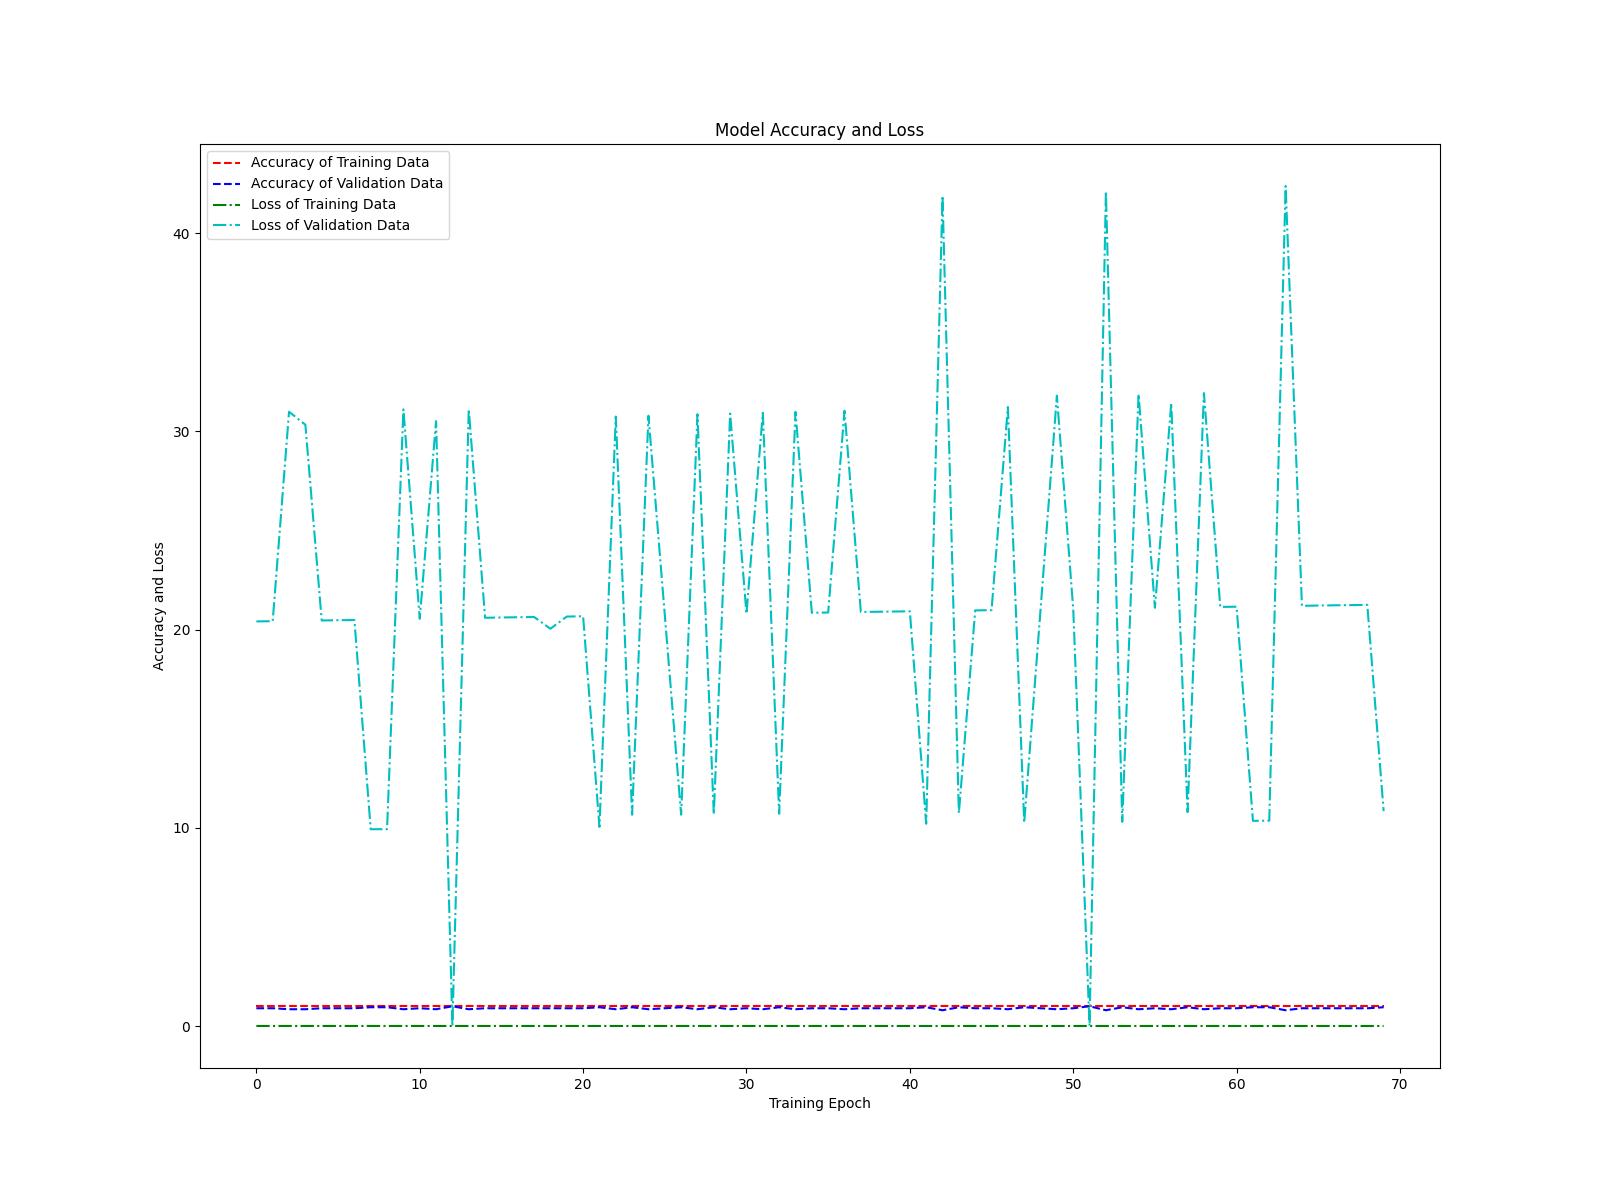 Model Accuracy and Loss
Accuracy of Training Data
Accuracy of Validation Data
Loss of Training Data
Loss of Validation Data
40
30
20
10
0
Accuracy and Loss
0 10 20 30 40 50 60 70
Training Epoch